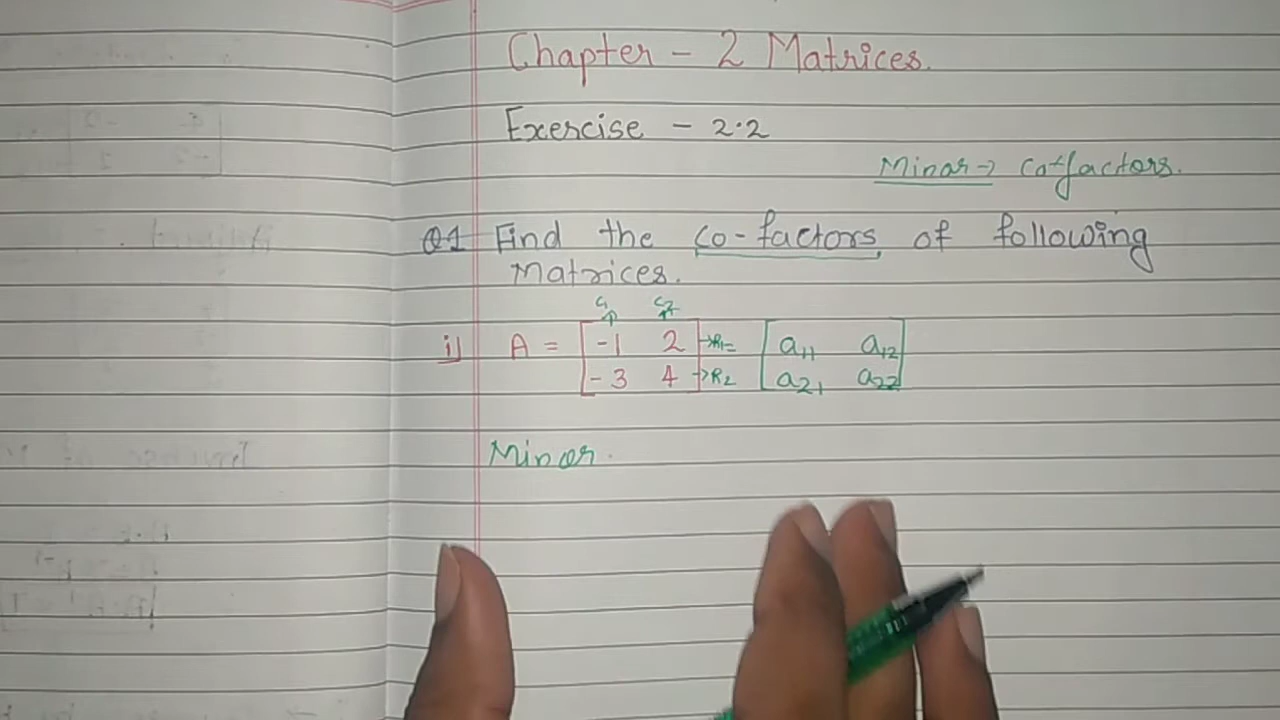 Chapter - 2 Matrices.
Exercise - 2.2
Minor → Co-factors.
Q1 Find the co-factors of following
Matrices.
C1 C2
i) A = [ -1 2 → R1 = [ a11 a12 ]
-3 4 ] → R2 a21 a22
Minor.